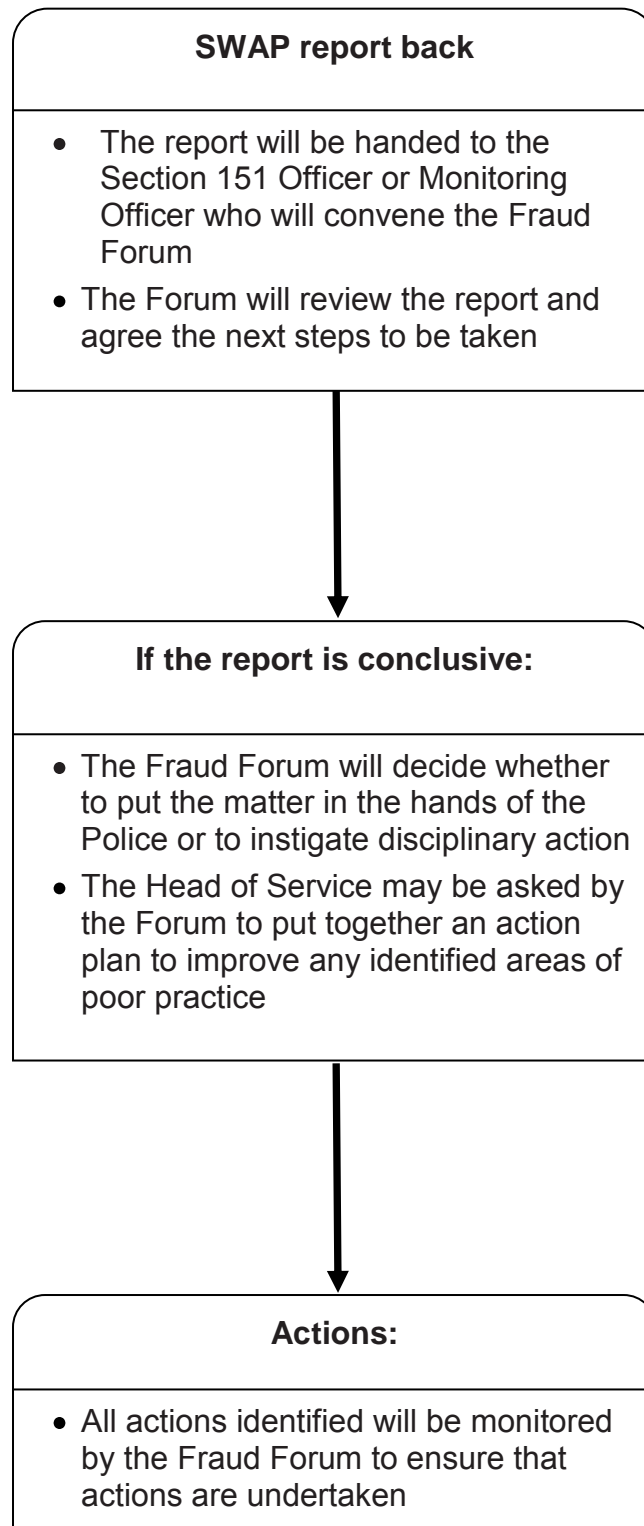 SWAP report back
• The report will be handed to the
Section 151 Officer or Monitoring
Officer who will convene the Fraud
Forum
• The Forum will review the report and
agree the next steps to be taken
If the report is conclusive:
• The Fraud Forum will decide whether
to put the matter in the hands of the
Police or to instigate disciplinary action
• The Head of Service may be asked by
the Forum to put together an action
plan to improve any identified areas of
poor practice
Actions:
• All actions identified will be monitored
by the Fraud Forum to ensure that
actions are undertaken